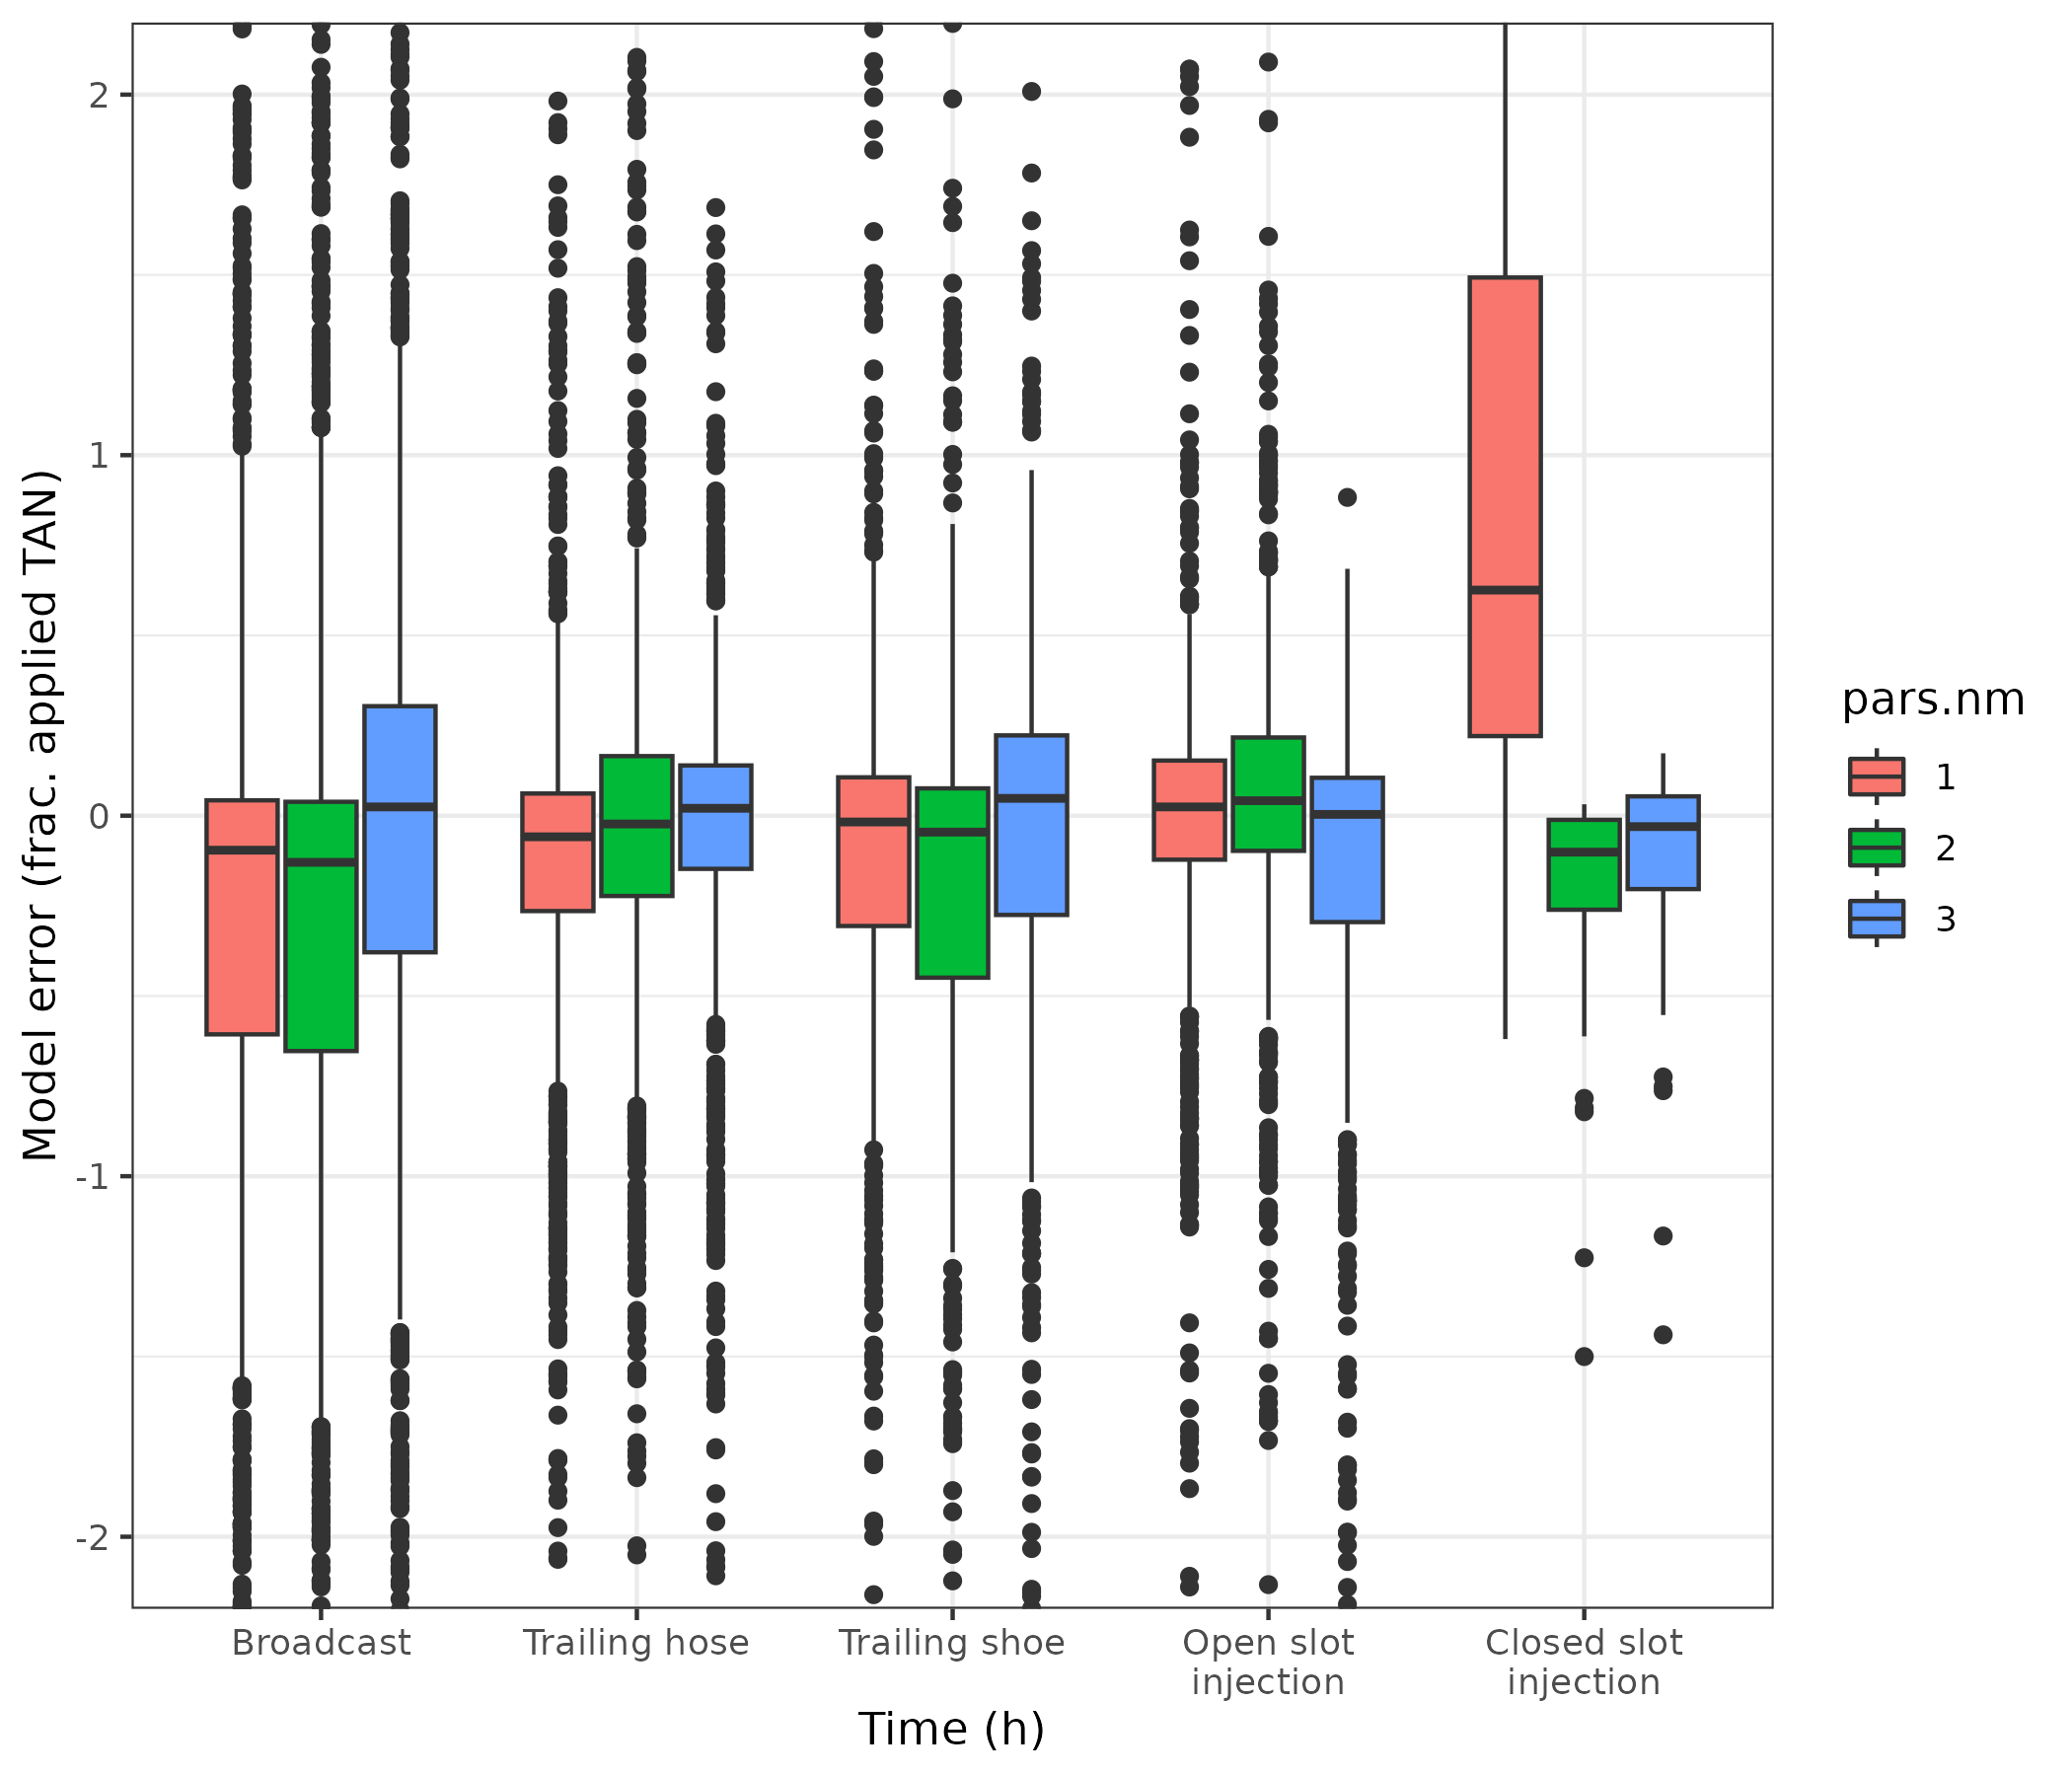 Model error (frac. applied TAN)
2
1
0
-1
-2
Broadcast
Trailing hose
Trailing shoe
Open slot
injection
Closed slot
injection
Time (h)
pars.nm
1
2
3